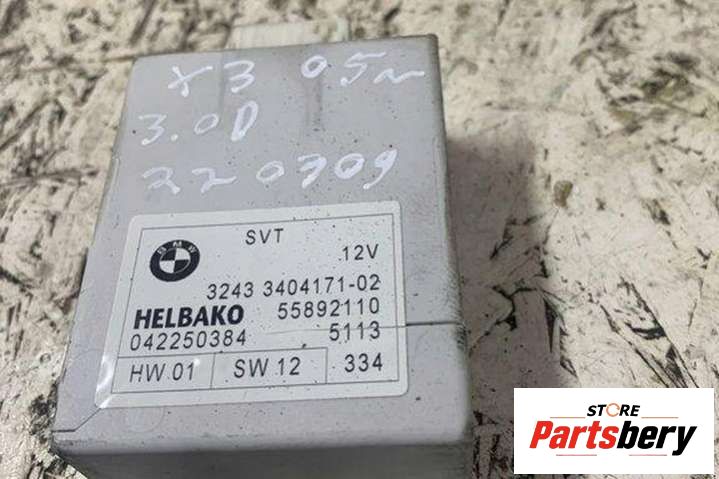 X3 05~
3.0D
220709
BMW
SVT
12V
3243 3404171-02
HELBAKO 55892110
042250384 5113
HW 01 SW 12 334
STORE
Partsbery